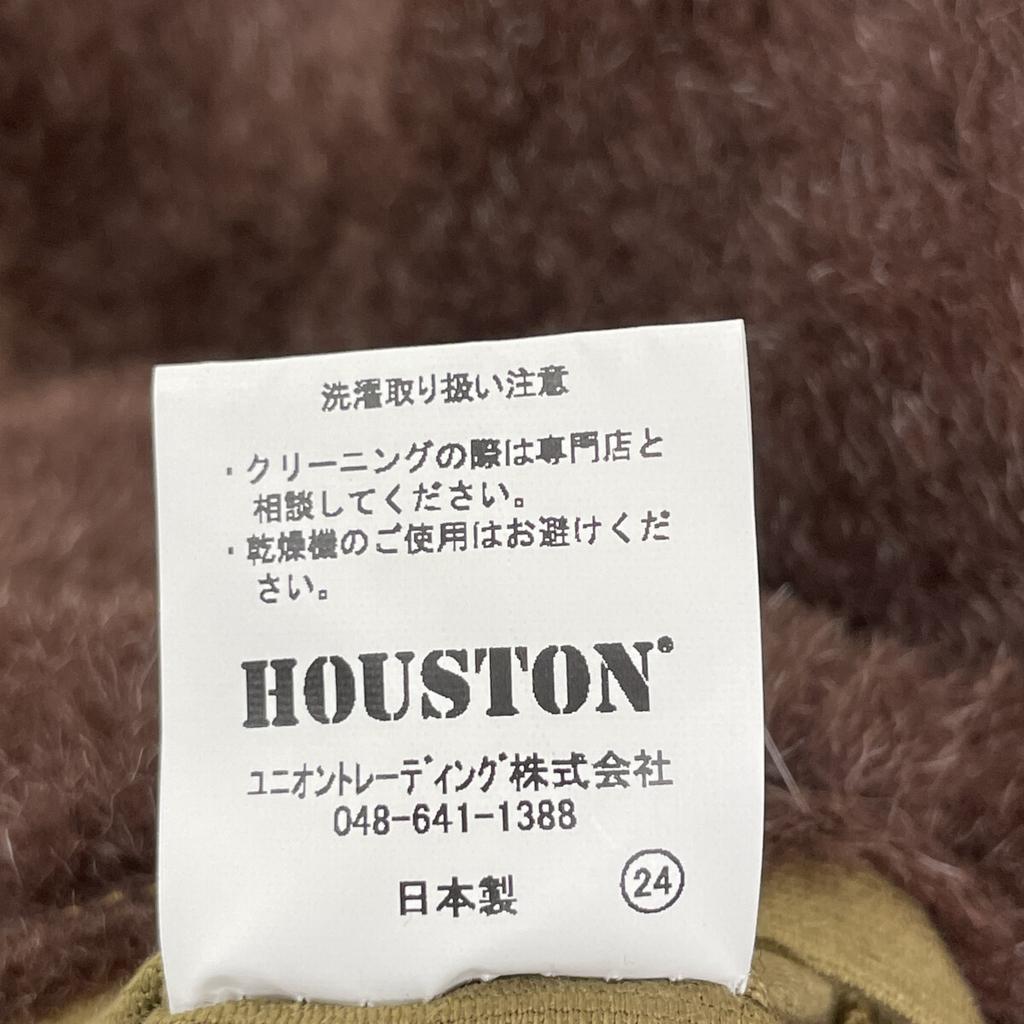 洗濯取り扱い注意
・クリーニングの際は専門店と
相談してください。
・乾燥機のご使用はお避けくだ
さい。
HOUSTON®
ユニオントレーディング株式会社
048-641-1388
日本製
24